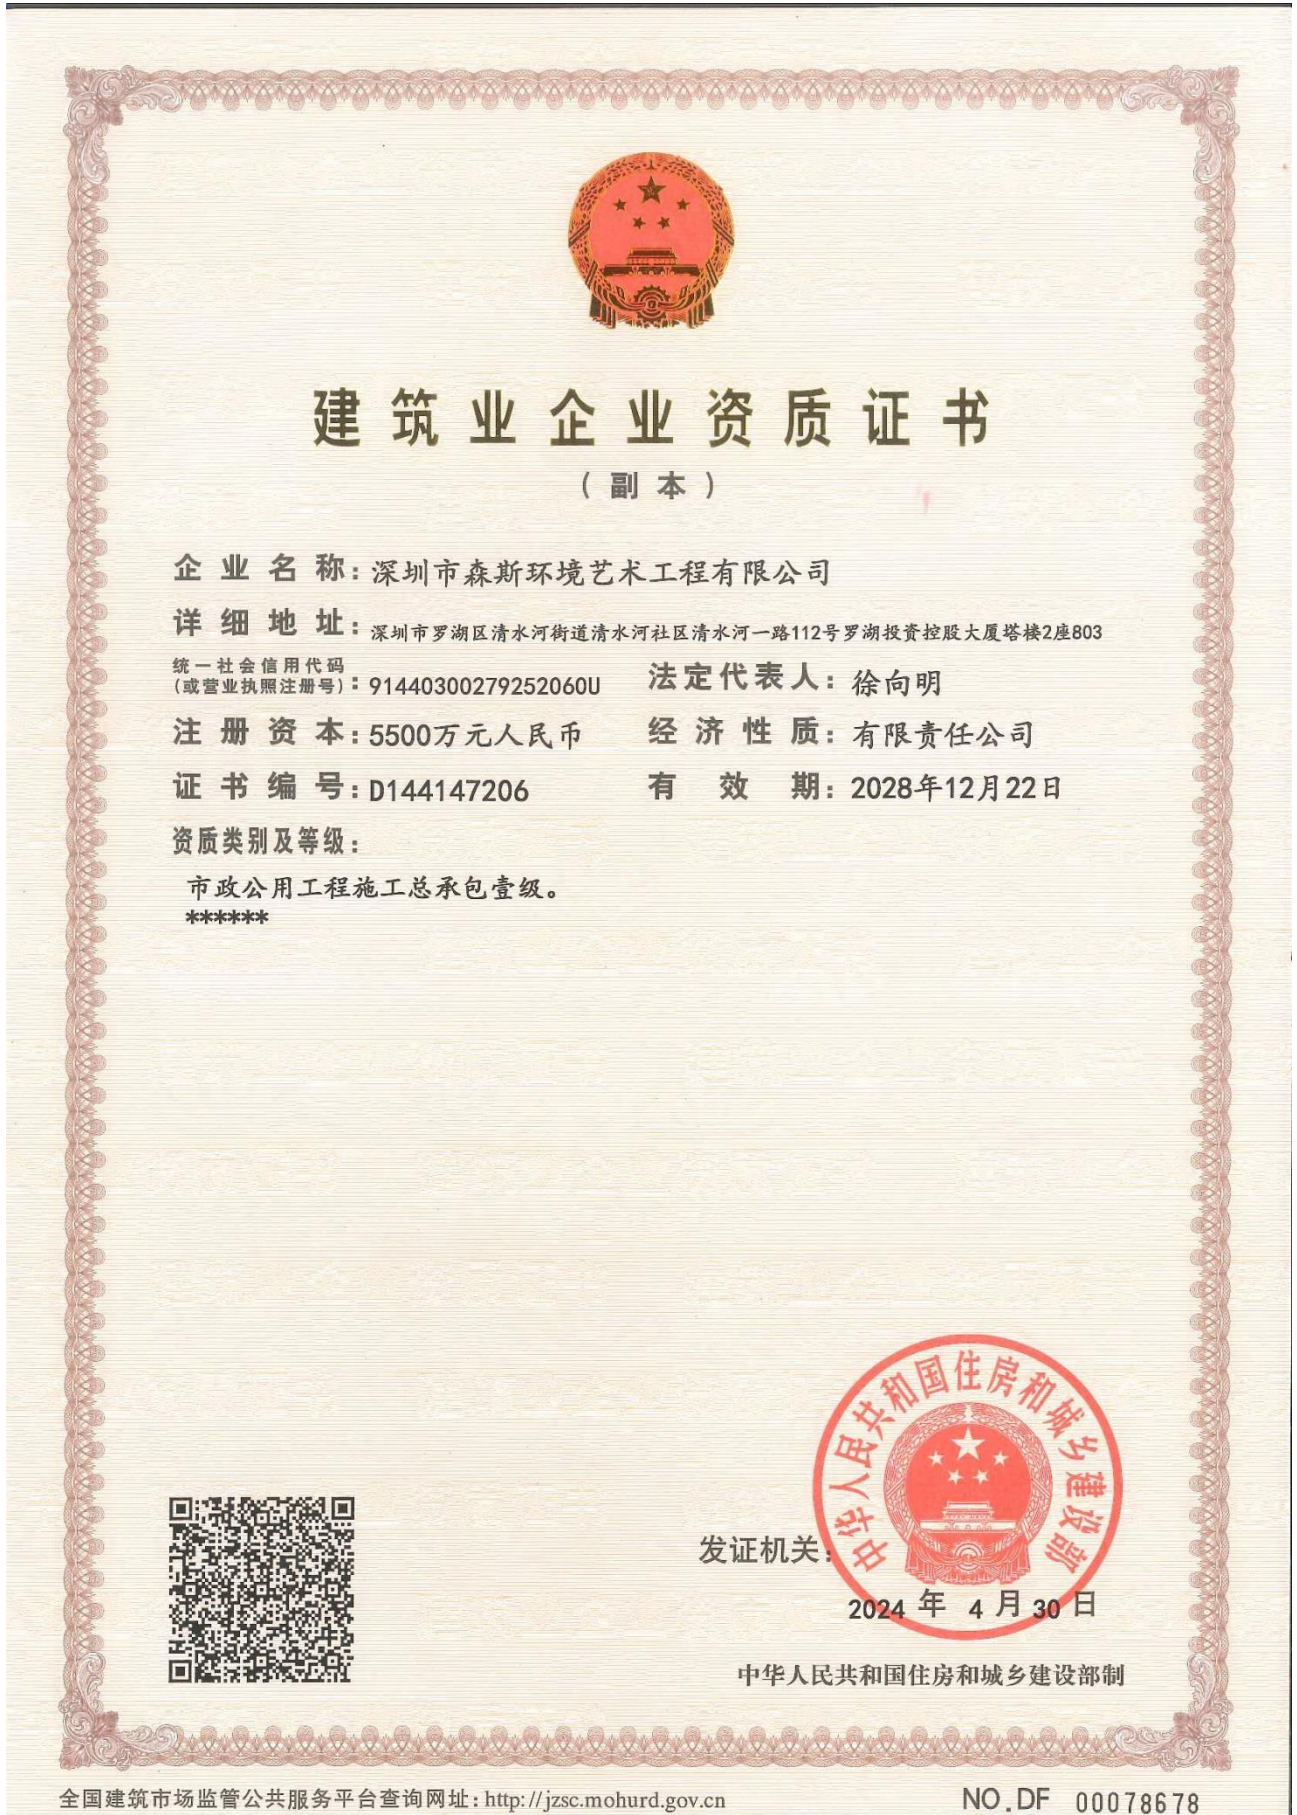 建筑业企业资质证书
（副本）
企业名称：深圳市森斯环境艺术工程有限公司
详细地址：深圳市罗湖区清水河街道清水河社区清水河一路112号罗湖投资控股大厦塔楼2座803
统一社会信用代码
(或营业执照注册号)：91440300279252060U 法定代表人：徐向明
注册资本：5500万元人民币 经济性质：有限责任公司
证书编号：D144147206 有效期：2028年12月22日
资质类别及等级：
市政公用工程施工总承包壹级。
******
中华人民共和国住房和城乡建设部
发证机关：
2024年4月30日
中华人民共和国住房和城乡建设部制
全国建筑市场监管公共服务平台查询网址：http://jzsc.mohurd.gov.cn NO.DF 00078678